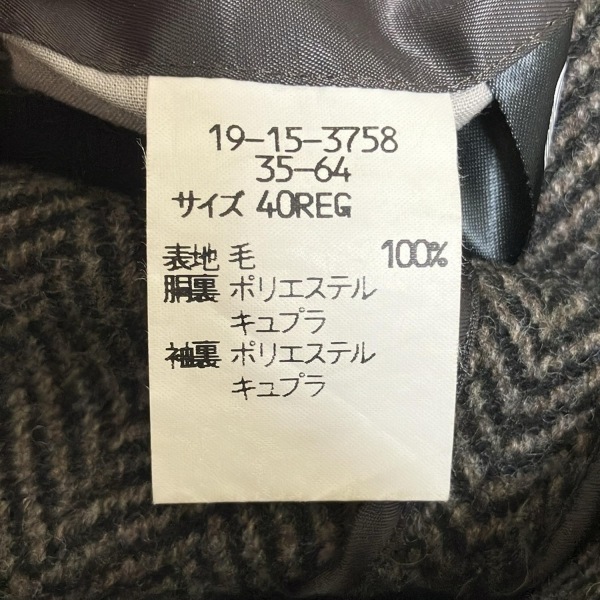 19-15-3758
35-64
サイズ 40REG
表地 毛 100%
胴裏 ポリエステル
キュプラ
袖裏 ポリエステル
キュプラ